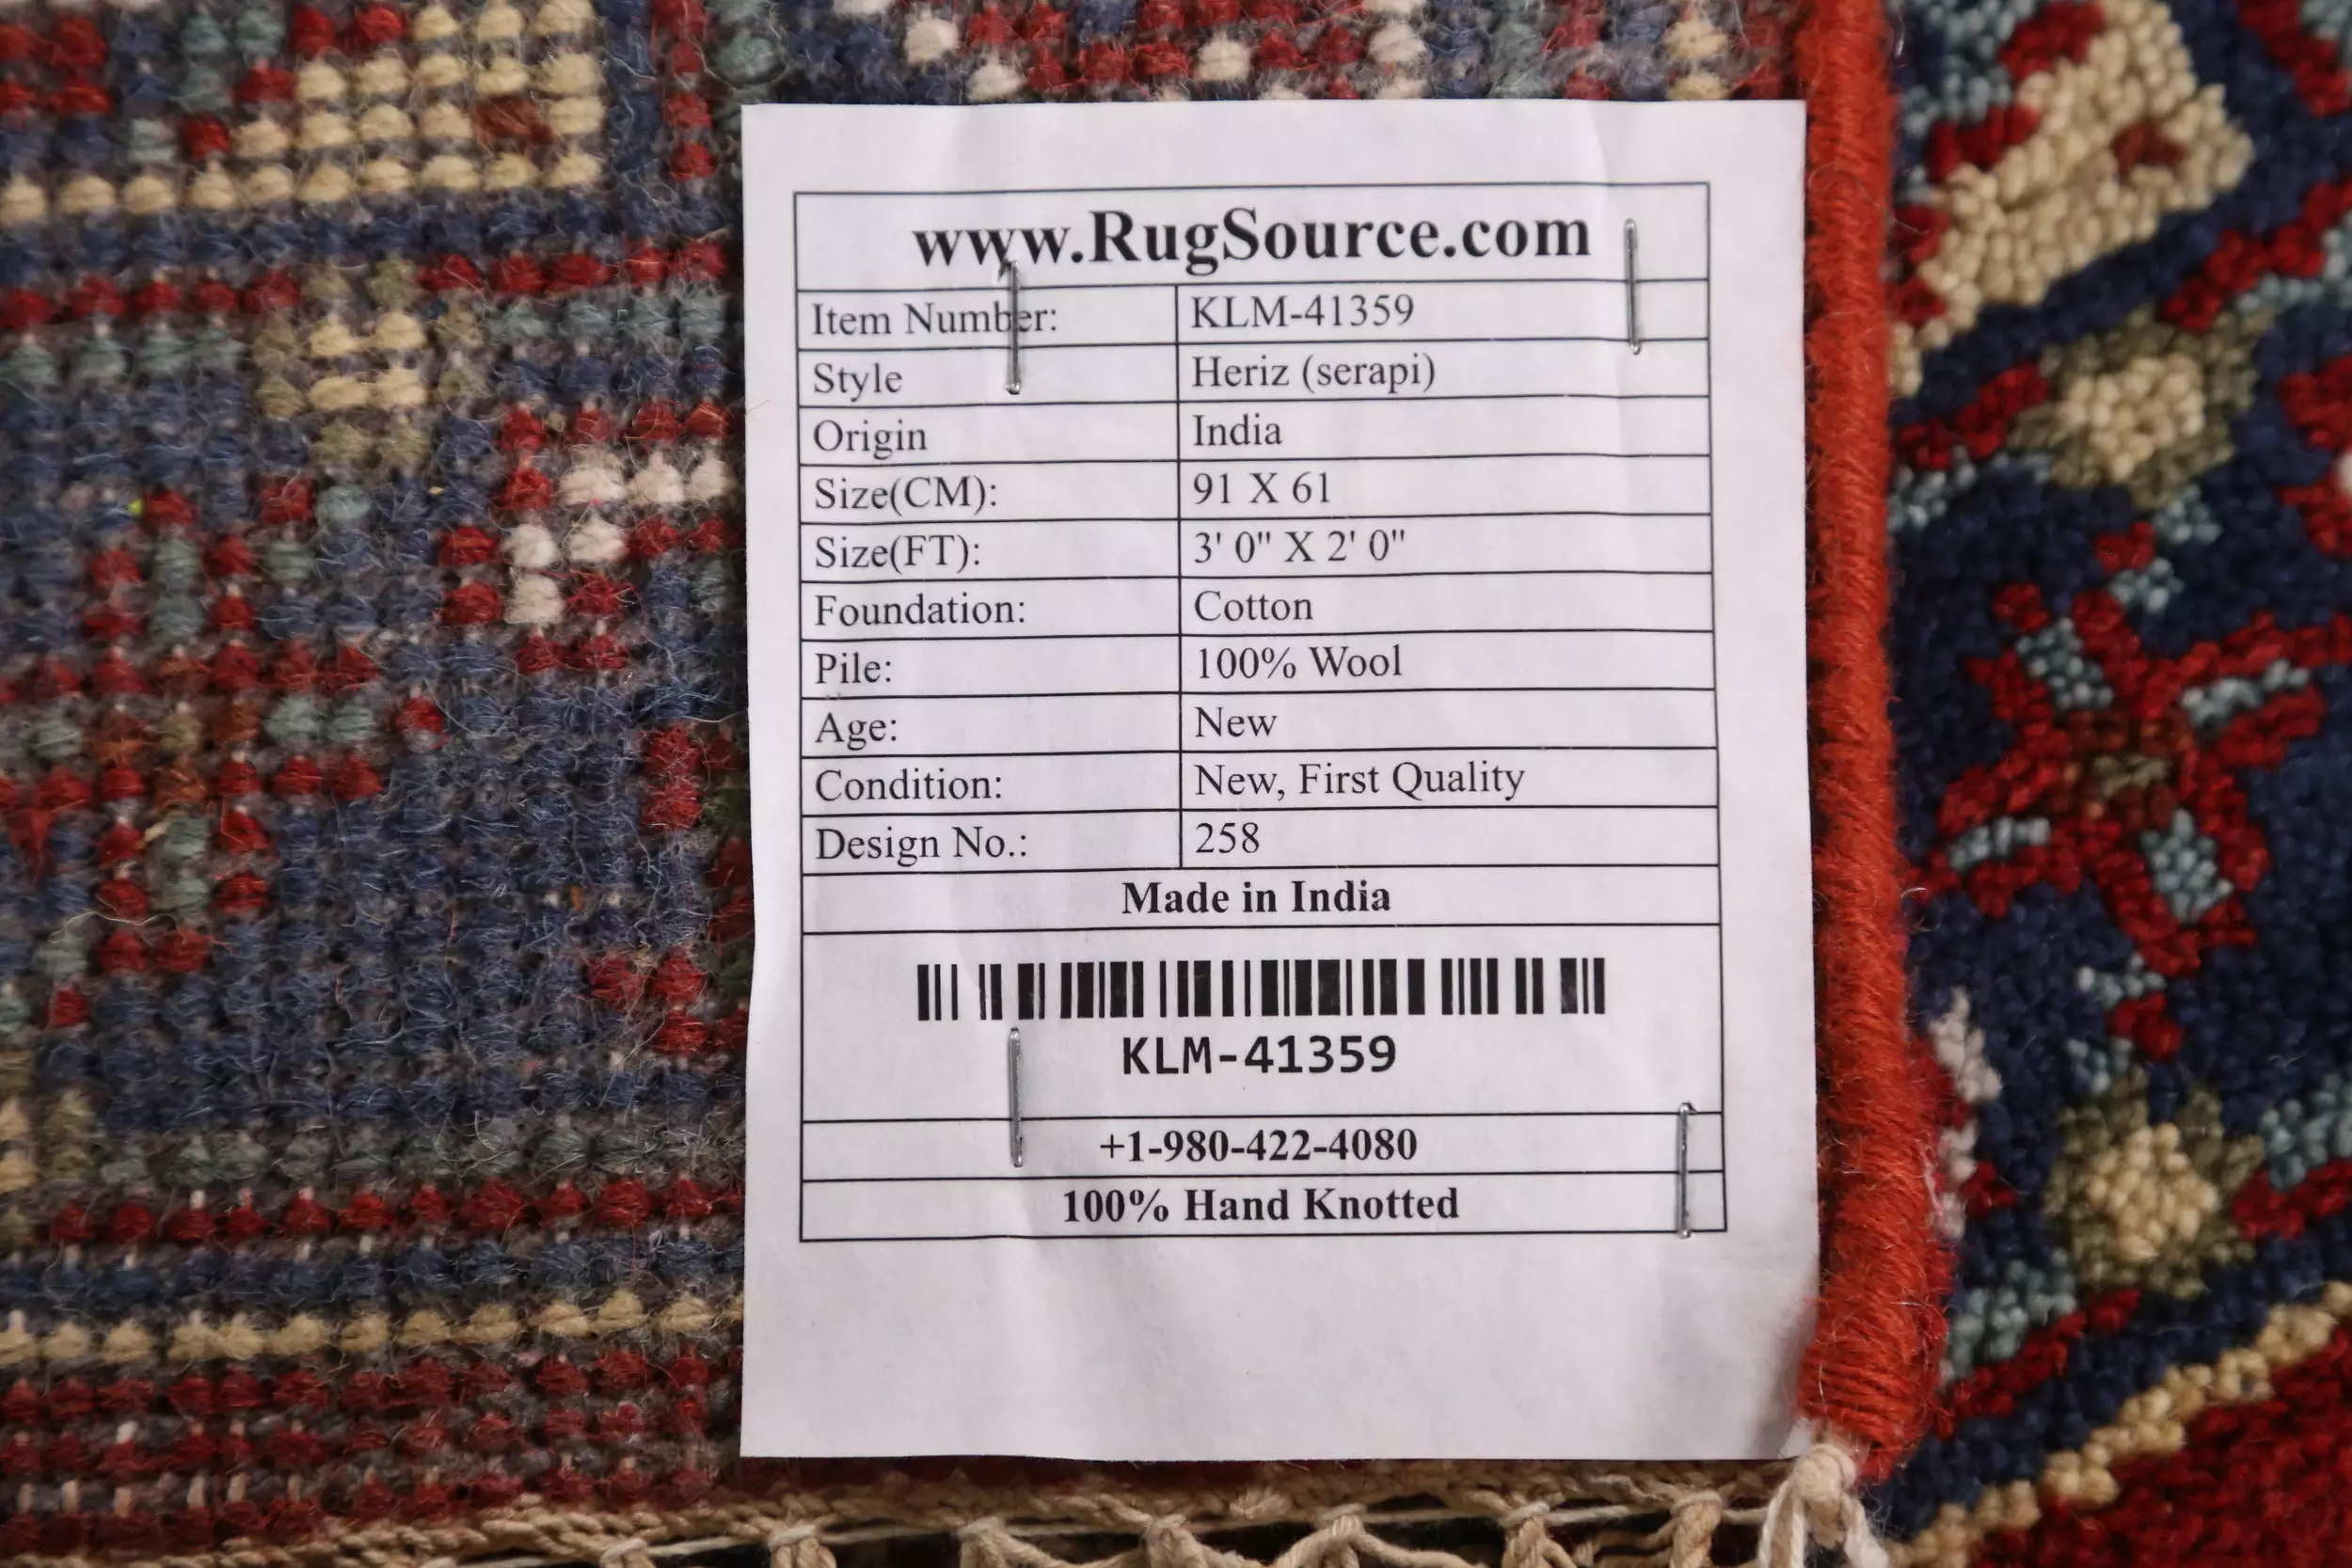 www.RugSource.com
Item Number: KLM-41359
Style Heriz (serapi)
Origin India
Size(CM): 91 X 61
Size(FT): 3' 0" X 2' 0"
Foundation: Cotton
Pile: 100% Wool
Age: New
Condition: New, First Quality
Design No.: 258
Made in India
KLM-41359
+1-980-422-4080
100% Hand Knotted